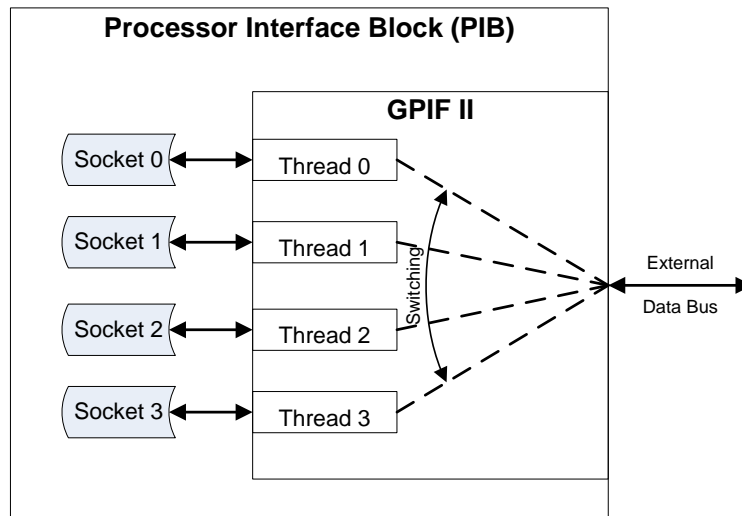 Processor Interface Block (PIB)
GPIF II
Socket 0
Thread 0
Socket 1
Thread 1
Switching
External
Data Bus
Socket 2
Thread 2
Socket 3
Thread 3